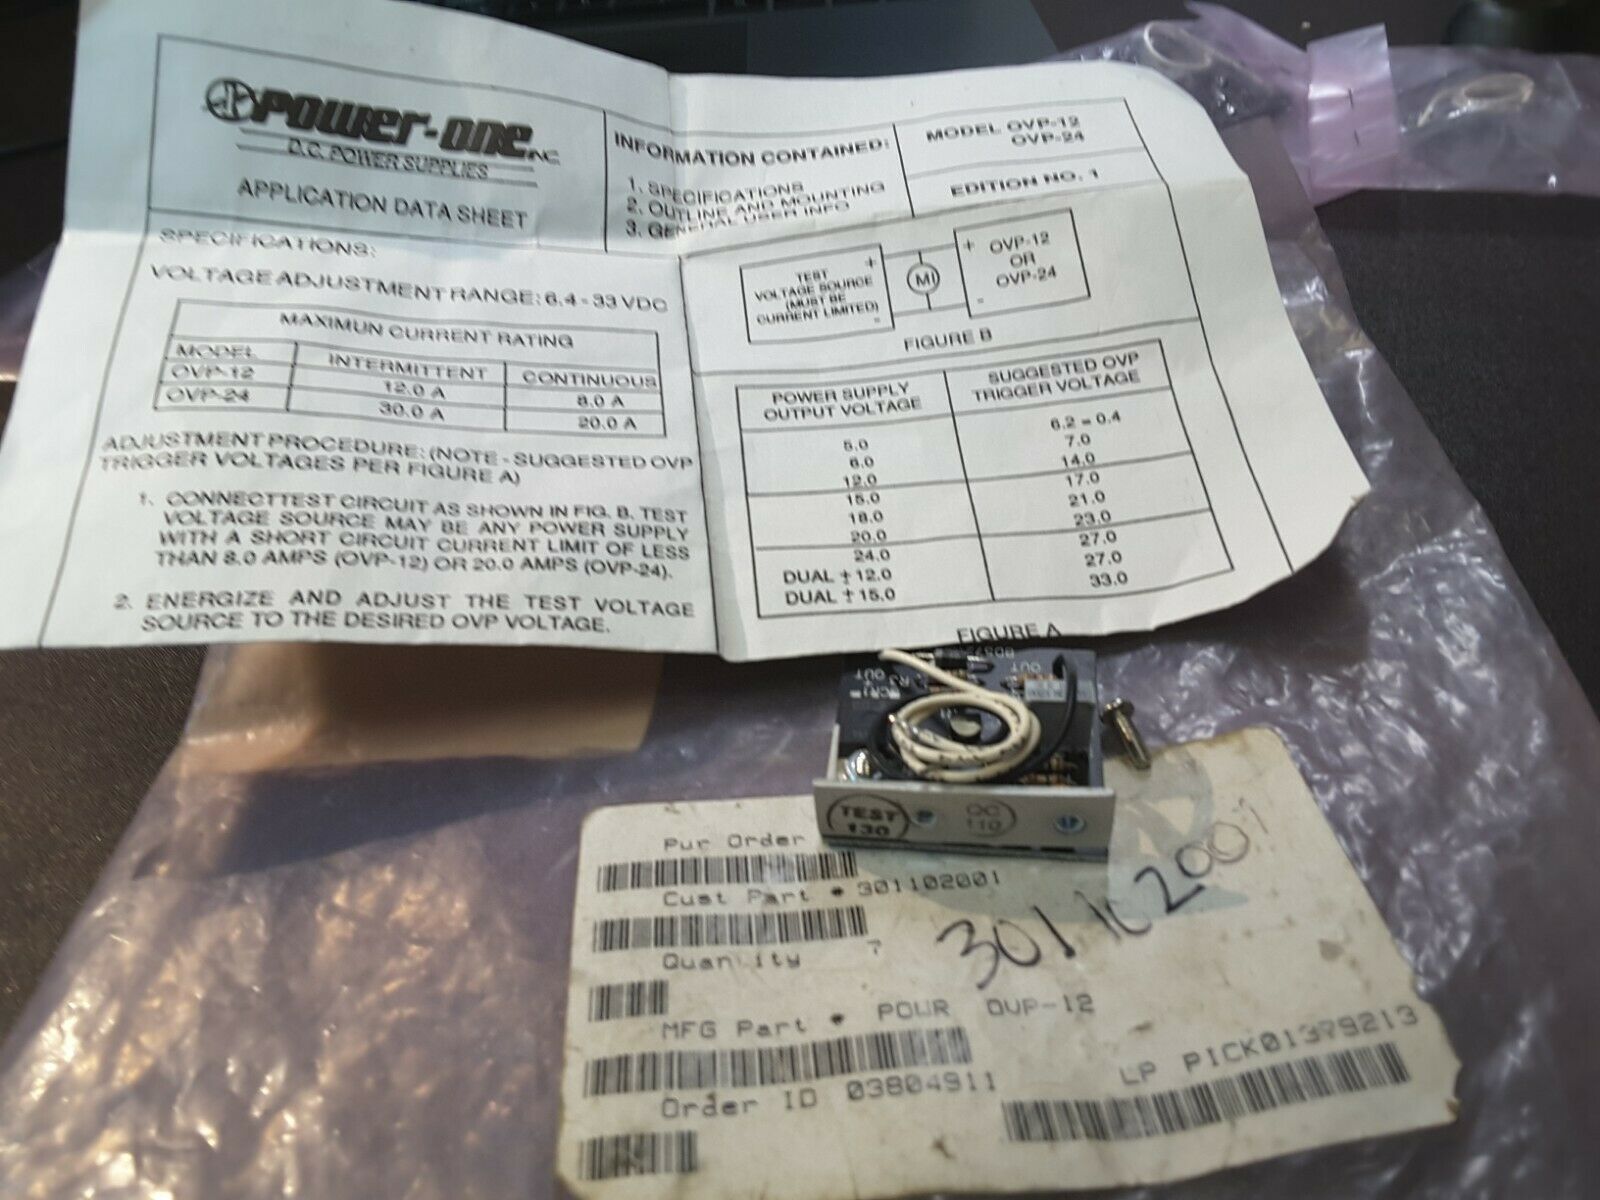 POWER-ONE INC.
D.C. POWER SUPPLIES
APPLICATION DATA SHEET
INFORMATION CONTAINED:
1. SPECIFICATIONS
2. OUTLINE AND MOUNTING
3. GENERAL USER INFO
MODEL OVP-12
OVP-24
EDITION NO. 1
SPECIFICATIONS:
VOLTAGE ADJUSTMENT RANGE: 6.4 - 33 VDC
MAXIMUN CURRENT RATING
MODEL INTERMITTENT CONTINUOUS
OVP-12 12.0 A 8.0 A
OVP-24 30.0 A 20.0 A
ADJUSTMENT PROCEDURE: (NOTE - SUGGESTED OVP
TRIGGER VOLTAGES PER FIGURE A)
1. CONNECTTEST CIRCUIT AS SHOWN IN FIG. B. TEST
VOLTAGE SOURCE MAY BE ANY POWER SUPPLY
WITH A SHORT CIRCUIT CURRENT LIMIT OF LESS
THAN 8.0 AMPS (OVP-12) OR 20.0 AMPS (OVP-24).
2. ENERGIZE AND ADJUST THE TEST VOLTAGE
SOURCE TO THE DESIRED OVP VOLTAGE.
TEST
VOLTAGE SOURCE
(MUST BE
CURRENT LIMITED)
+
-
MI
+
-
OVP-12
OR
OVP-24
FIGURE B
POWER SUPPLY
OUTPUT VOLTAGE
SUGGESTED OVP
TRIGGER VOLTAGE
5.0 6.2 = 0.4
6.0 7.0
12.0 14.0
15.0 17.0
18.0 21.0
20.0 23.0
24.0 27.0
DUAL ± 12.0 27.0
DUAL ± 15.0 33.0
FIGURE A
OUT
OUT
CR1
TEST
130
QC
110
Pur Order
Cust Part # 301102001
Quantity 7
MFG Part # POWR OVP-12
Order ID 03804911
LP PICK01379213
301102001